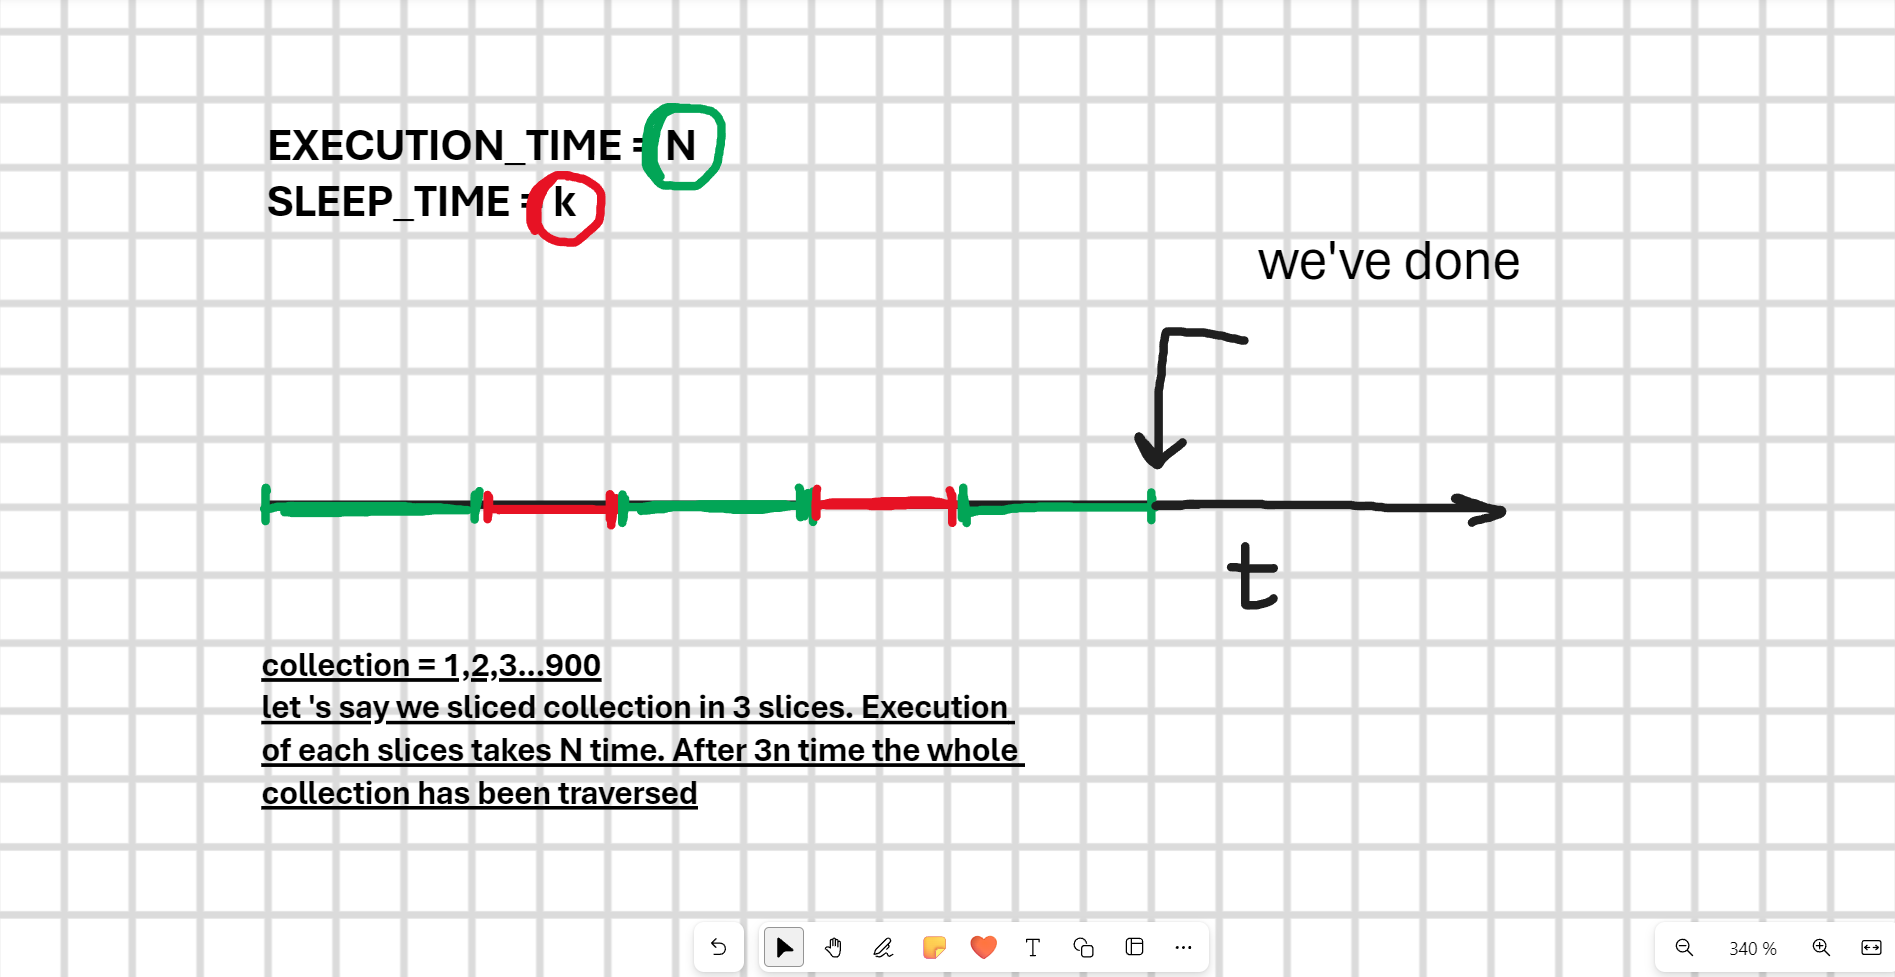 EXECUTION_TIME = N
SLEEP_TIME = k
we've done
t
collection = 1,2,3...900
let 's say we sliced collection in 3 slices. Execution
of each slices takes N time. After 3n time the whole
collection has been traversed
T
340 %